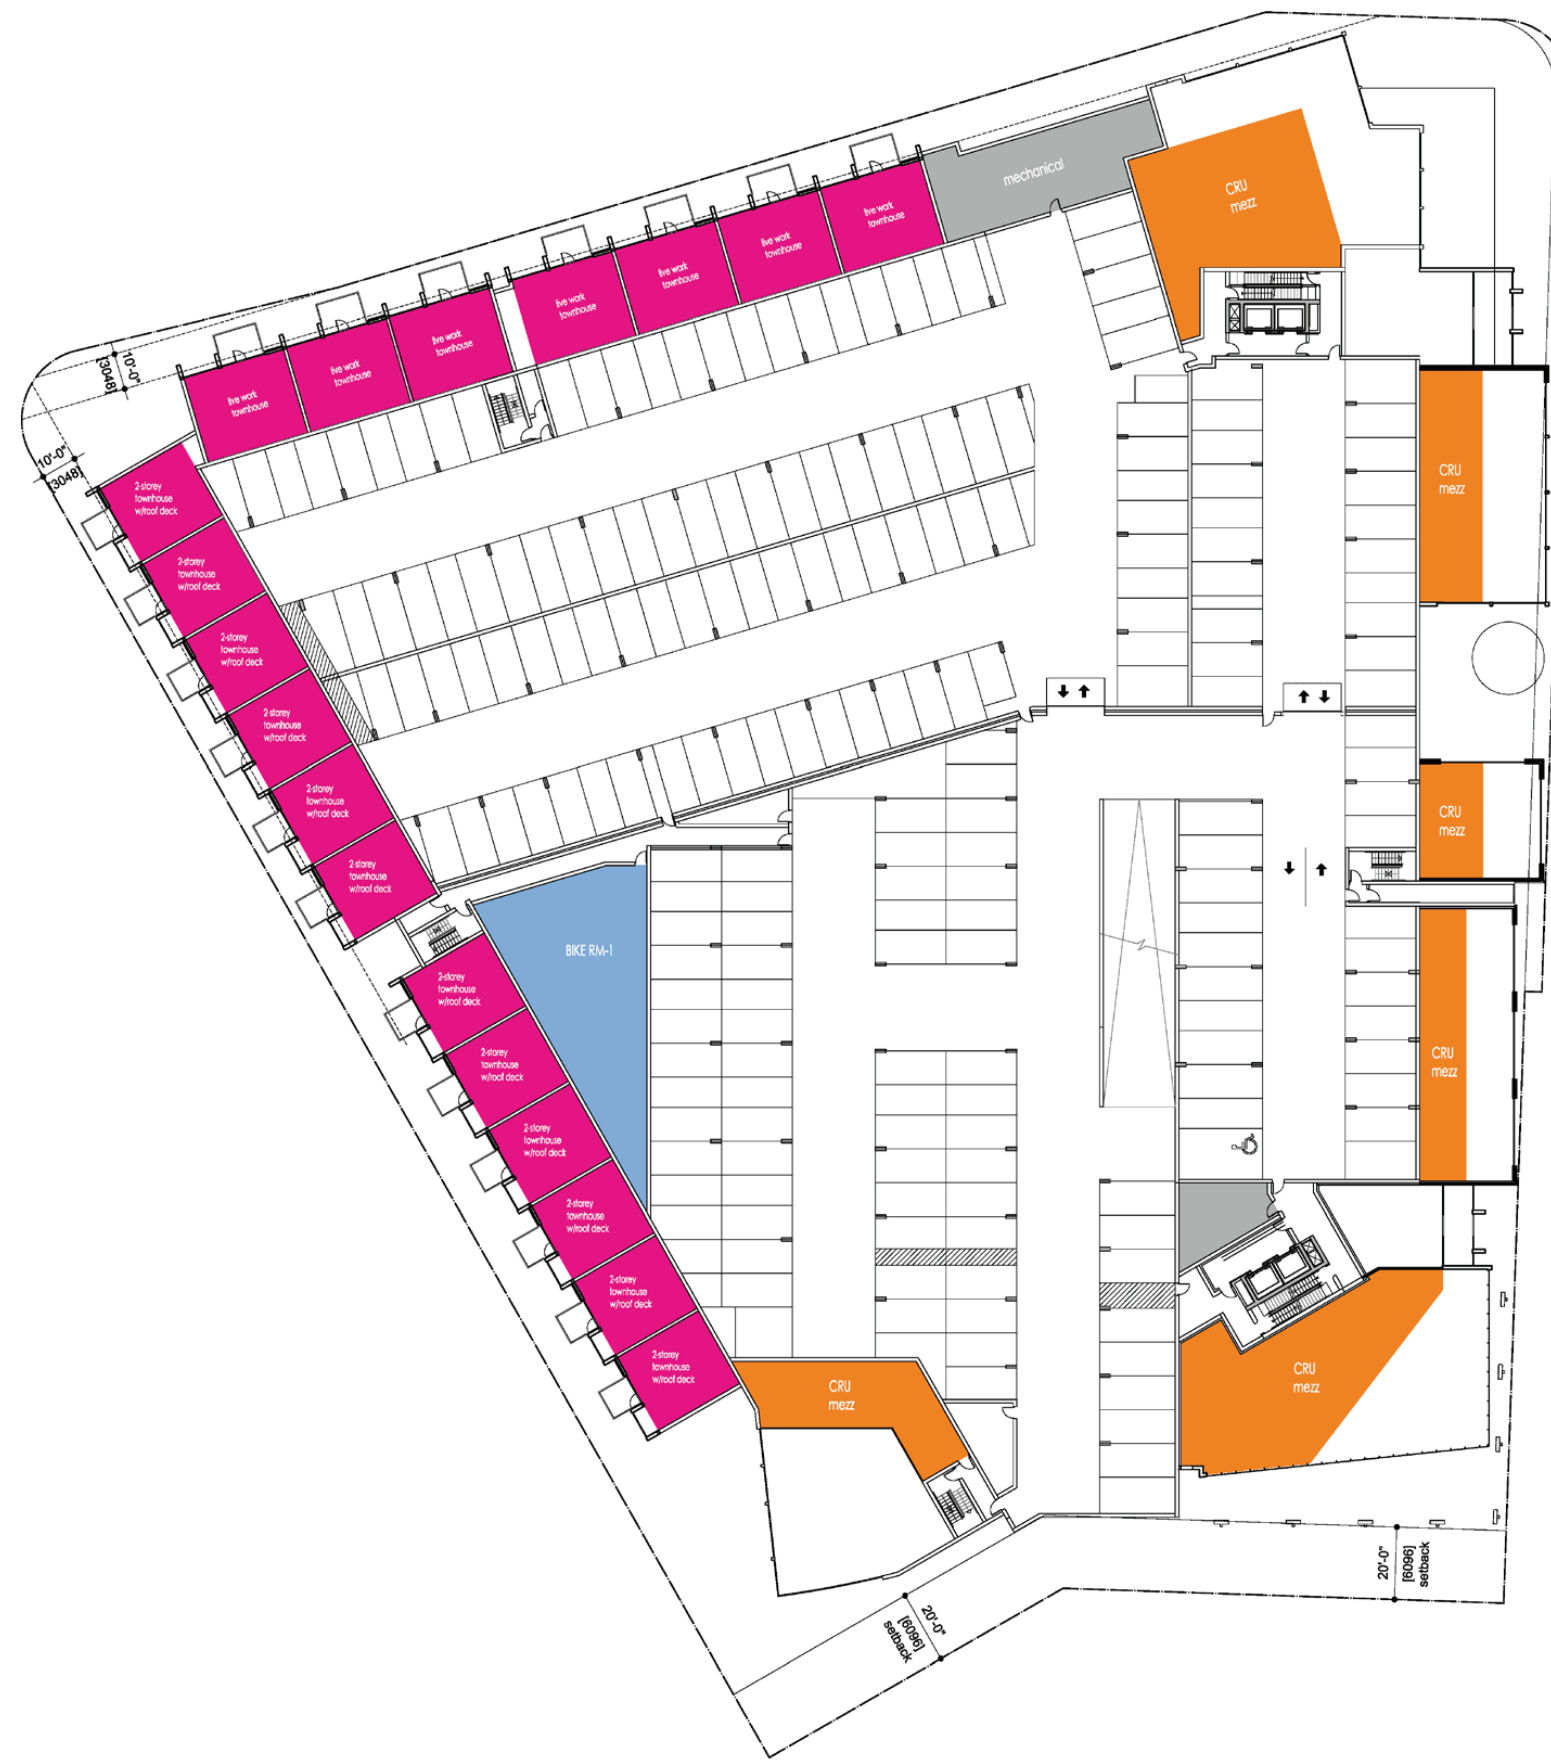 mechanical
CRU
mezz
live work
townhouse
live work
townhouse
live work
townhouse
live work
townhouse
live work
townhouse
live work
townhouse
live work
townhouse
10'-0"
[3048]
10'-0"
[3048]
2-storey
townhouse
w/roof deck
2-storey
townhouse
w/roof deck
2-storey
townhouse
w/roof deck
2-storey
townhouse
w/roof deck
2-storey
townhouse
w/roof deck
2-storey
townhouse
w/roof deck
CRU
mezz
CRU
mezz
BIKE RM-1
2-storey
townhouse
w/roof deck
2-storey
townhouse
w/roof deck
2-storey
townhouse
w/roof deck
2-storey
townhouse
w/roof deck
2-storey
townhouse
w/roof deck
2-storey
townhouse
w/roof deck
CRU
mezz
CRU
mezz
CRU
mezz
20'-0"
[6096]
setback
20'-0"
[6096]
setback